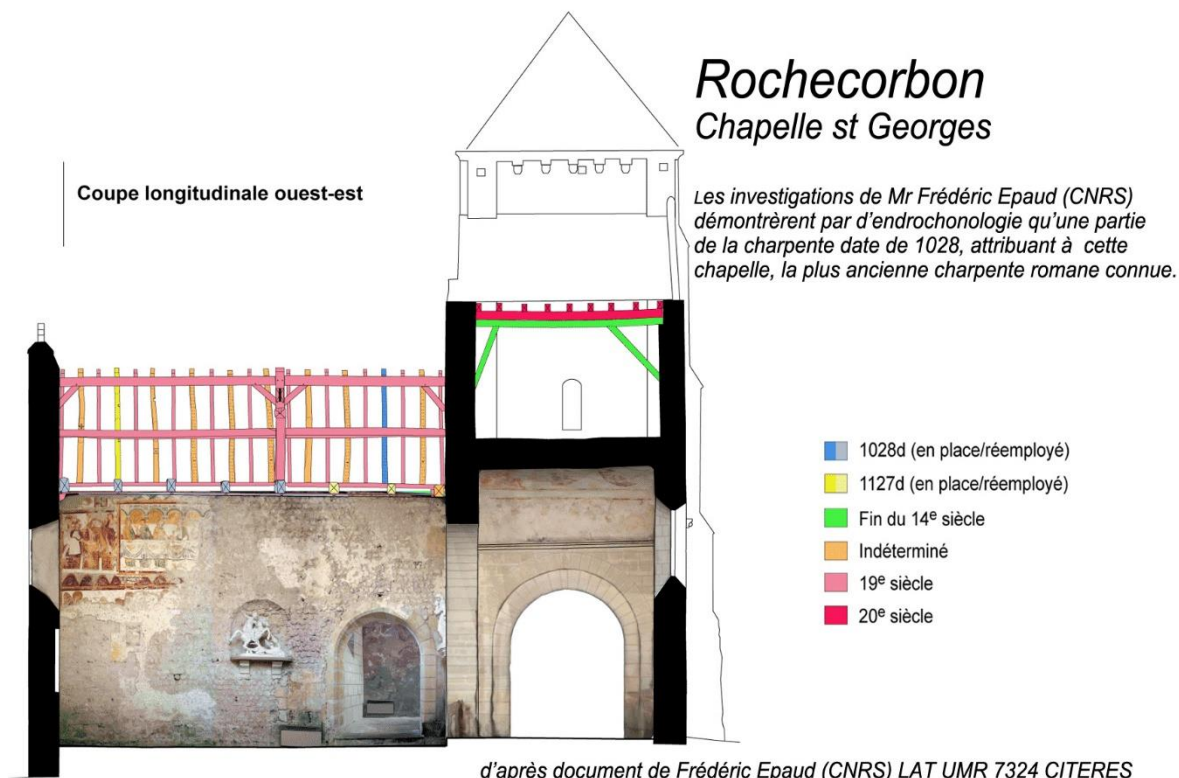 Rochecorbon
Chapelle st Georges
Coupe longitudinale ouest-est
Les investigations de Mr Frédéric Epaud (CNRS)
démontrèrent par d'endrochonologie qu'une partie
de la charpente date de 1028, attribuant à cette
chapelle, la plus ancienne charpente romane connue.
1028d (en place/réemployé)
1127d (en place/réemployé)
Fin du 14e siècle
Indéterminé
19e siècle
20e siècle
d'après document de Frédéric Epaud (CNRS) LAT UMR 7324 CITERES